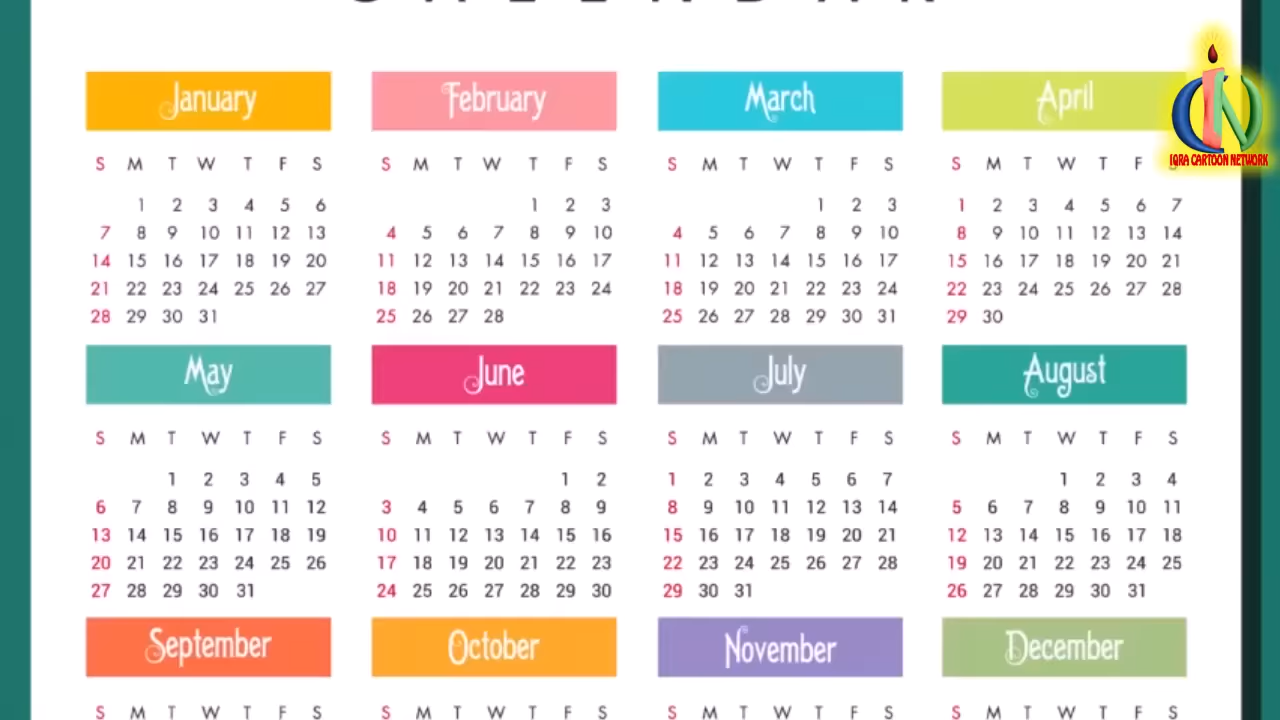 January
S M T W T F S
1 2 3 4 5 6
7 8 9 10 11 12 13
14 15 16 17 18 19 20
21 22 23 24 25 26 27
28 29 30 31
February
S M T W T F S
1 2 3
4 5 6 7 8 9 10
11 12 13 14 15 16 17
18 19 20 21 22 23 24
25 26 27 28
March
S M T W T F S
1 2 3
4 5 6 7 8 9 10
11 12 13 14 15 16 17
18 19 20 21 22 23 24
25 26 27 28 29 30 31
April
S M T W T F S
1 2 3 4 5 6 7
8 9 10 11 12 13 14
15 16 17 18 19 20 21
22 23 24 25 26 27 28
29 30
IQRA CARTOON NETWORK
May
S M T W T F S
1 2 3 4 5
6 7 8 9 10 11 12
13 14 15 16 17 18 19
20 21 22 23 24 25 26
27 28 29 30 31
June
S M T W T F S
1 2
3 4 5 6 7 8 9
10 11 12 13 14 15 16
17 18 19 20 21 22 23
24 25 26 27 28 29 30
July
S M T W T F S
1 2 3 4 5 6 7
8 9 10 11 12 13 14
15 16 17 18 19 20 21
22 23 24 25 26 27 28
29 30 31
August
S M T W T F S
1 2 3 4
5 6 7 8 9 10 11
12 13 14 15 16 17 18
19 20 21 22 23 24 25
26 27 28 29 30 31
September
S M T W T F S
October
S M T W T F S
November
S M T W T F S
December
S M T W T F S